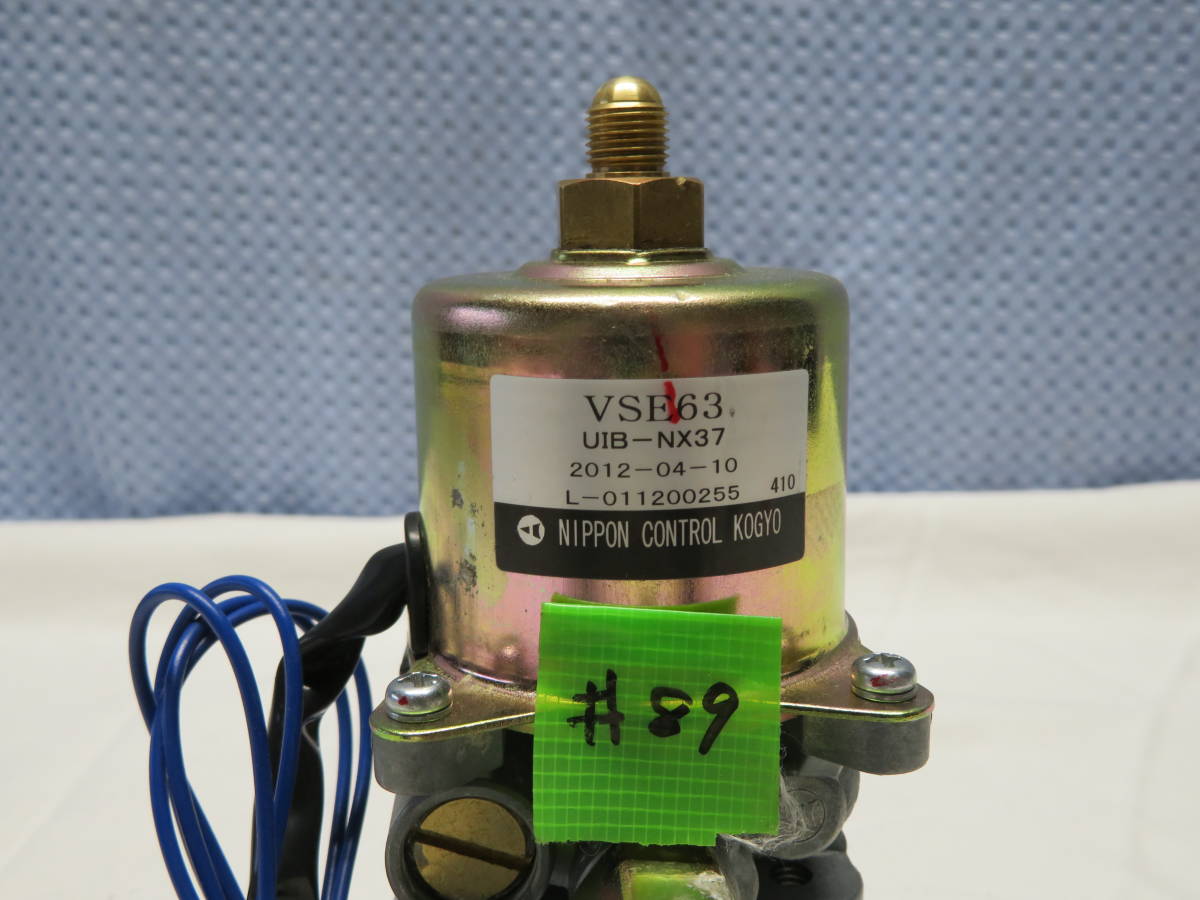 VSE63
UIB-NX37
2012-04-10
L-011200255 410
NIPPON CONTROL KOGYO
#89